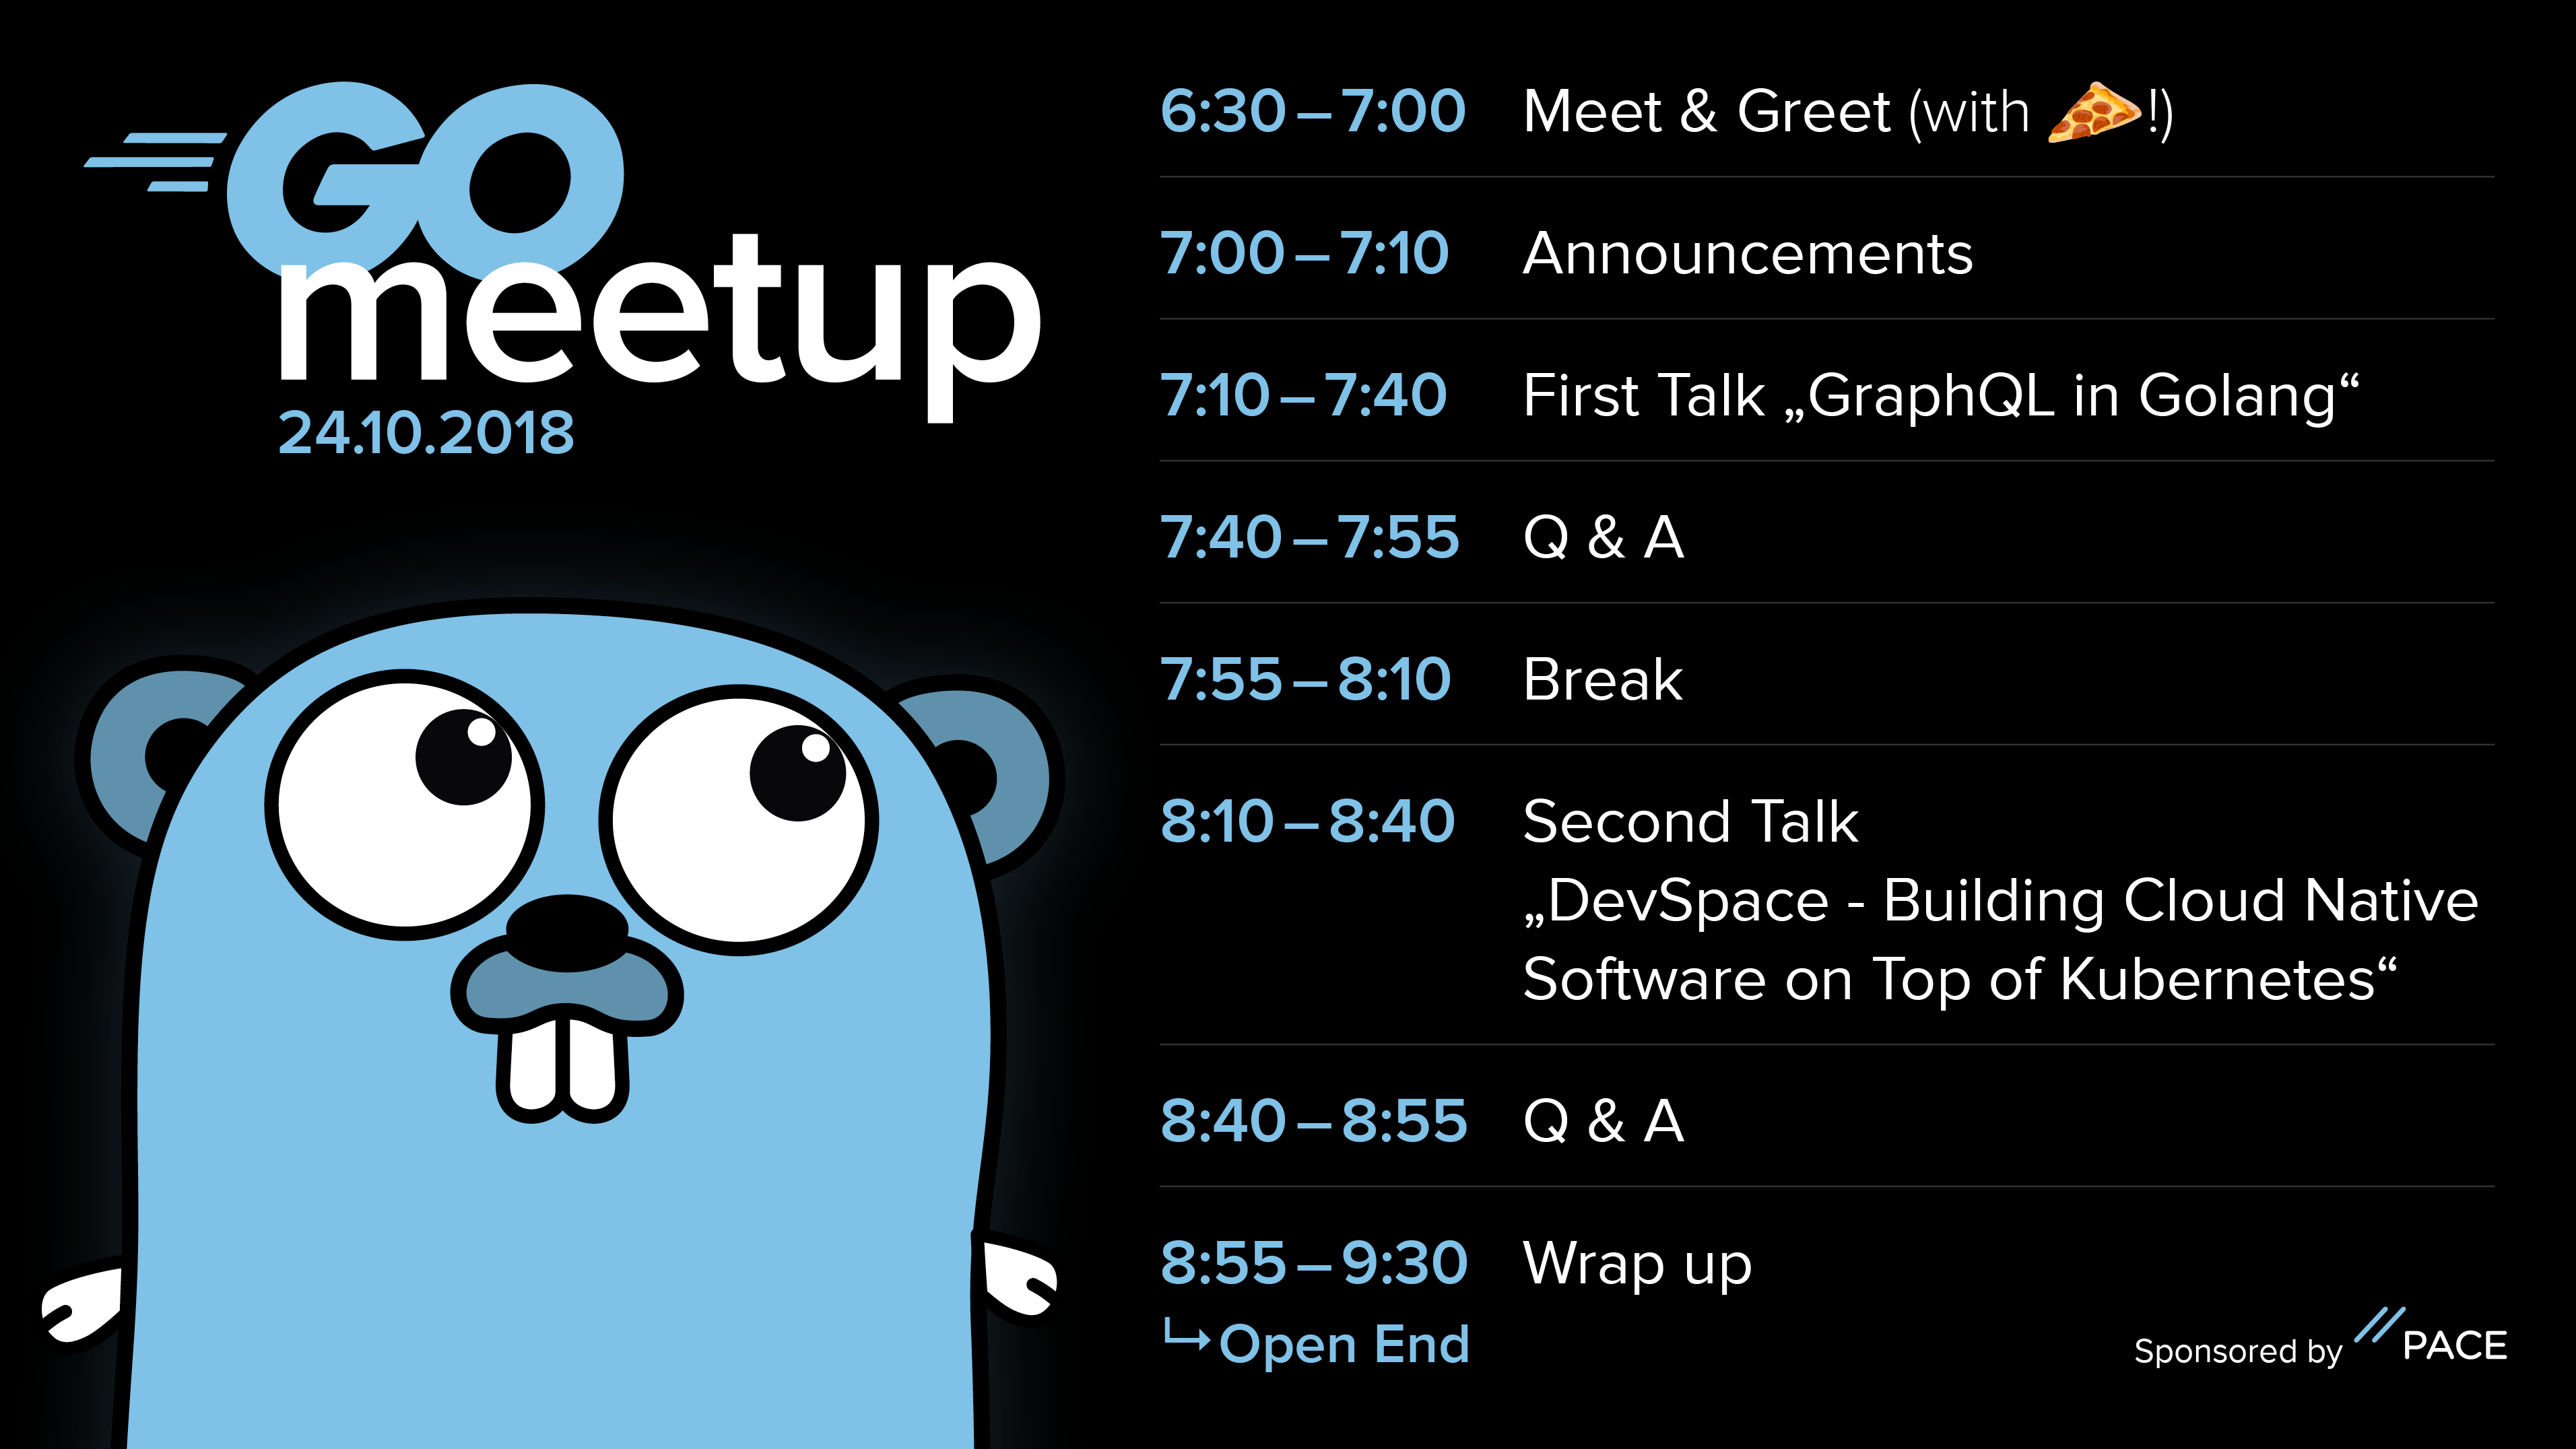 GO
meetup
24.10.2018
6:30 – 7:00 Meet & Greet (with 🍕!)
7:00 – 7:10 Announcements
7:10 – 7:40 First Talk „GraphQL in Golang“
7:40 – 7:55 Q & A
7:55 – 8:10 Break
8:10 – 8:40 Second Talk
„DevSpace - Building Cloud Native
Software on Top of Kubernetes“
8:40 – 8:55 Q & A
8:55 – 9:30 Wrap up
↳ Open End
Sponsored by PACE